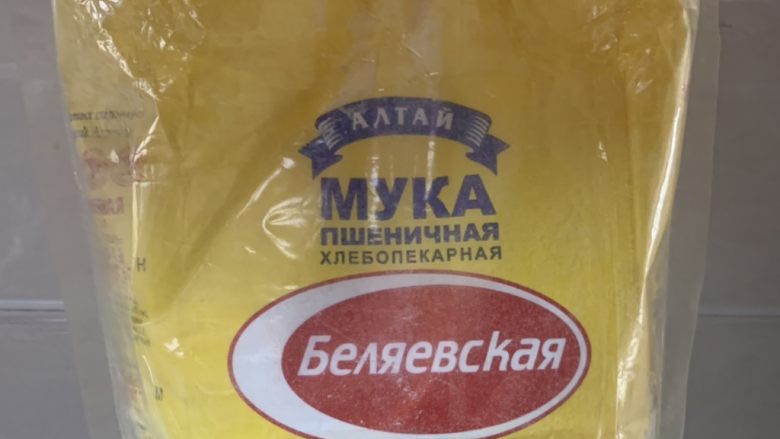 АЛТАЙ
МУКА
ПШЕНИЧНАЯ
ХЛЕБОПЕКАРНАЯ
Беляевская